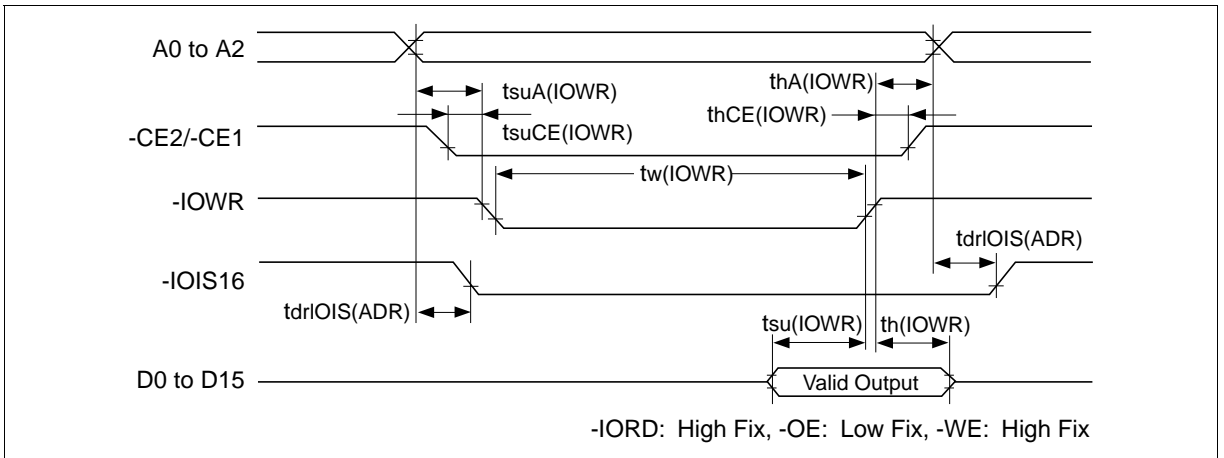 A0 to A2
tsuA(IOWR)
thA(IOWR)
thCE(IOWR)
-CE2/-CE1
tsuCE(IOWR)
tw(IOWR)
-IOWR
tdrIOIS(ADR)
-IOIS16
tdrIOIS(ADR)
tsu(IOWR)
th(IOWR)
D0 to D15
Valid Output
-IORD: High Fix, -OE: Low Fix, -WE: High Fix